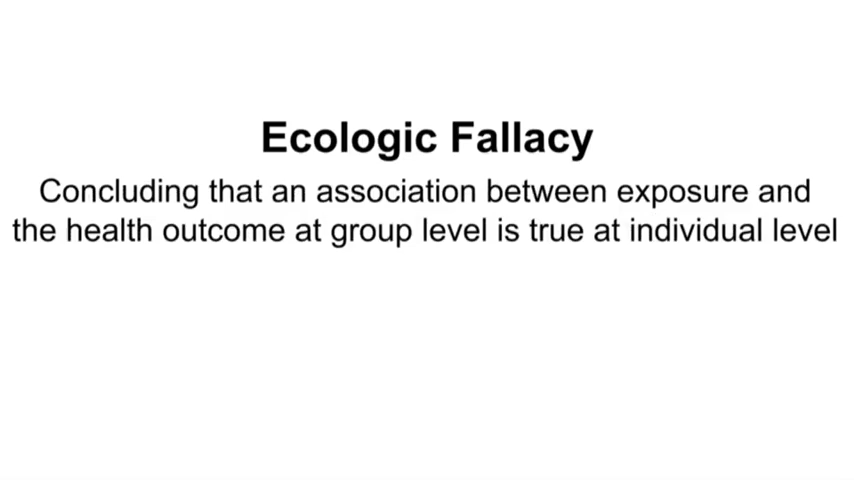 Ecologic Fallacy
Concluding that an association between exposure and
the health outcome at group level is true at individual level